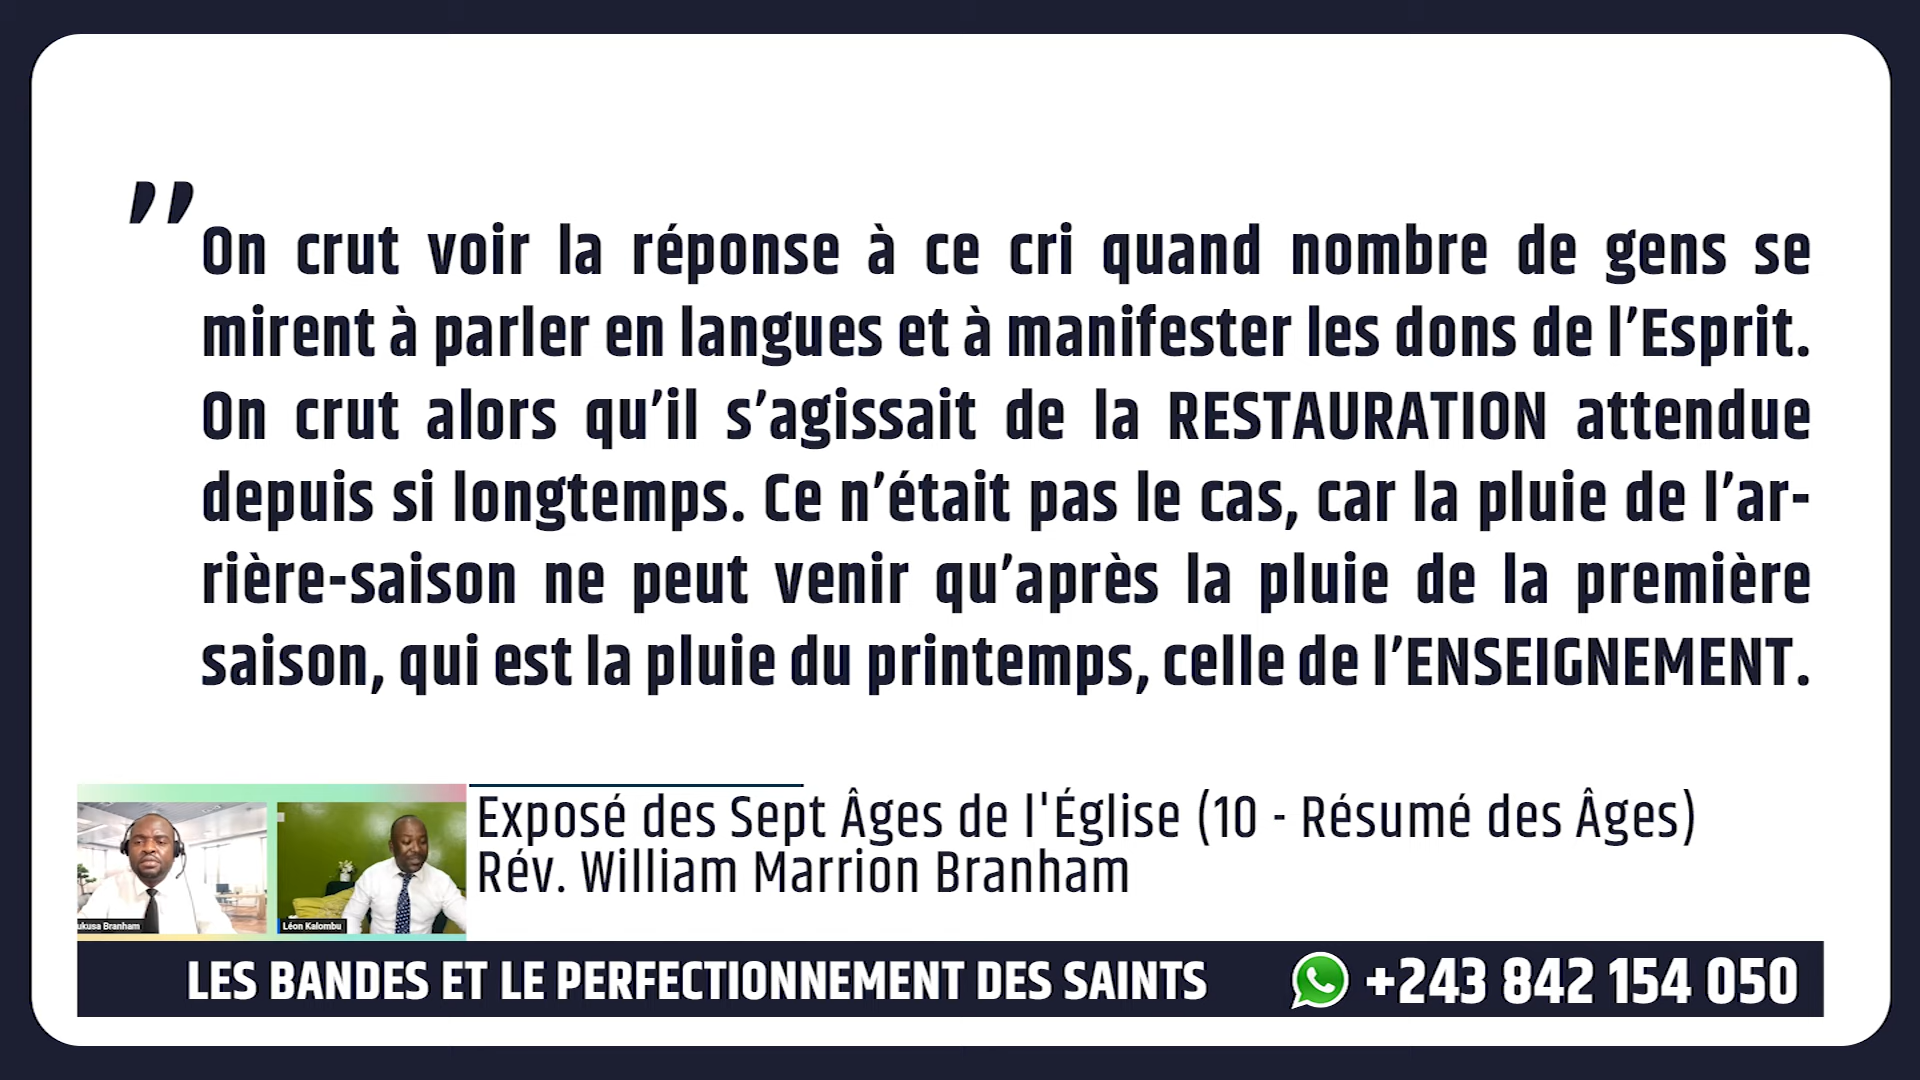 ”
On crut voir la réponse à ce cri quand nombre de gens se
mirent à parler en langues et à manifester les dons de l’Esprit.
On crut alors qu’il s’agissait de la RESTAURATION attendue
depuis si longtemps. Ce n’était pas le cas, car la pluie de l’ar-
rière-saison ne peut venir qu’après la pluie de la première
saison, qui est la pluie du printemps, celle de l’ENSEIGNEMENT.
Exposé des Sept Âges de l'Église (10 - Résumé des Âges)
Rév. William Marrion Branham
ukusa Branham
Léon Kalombu
LES BANDES ET LE PERFECTIONNEMENT DES SAINTS
+243 842 154 050